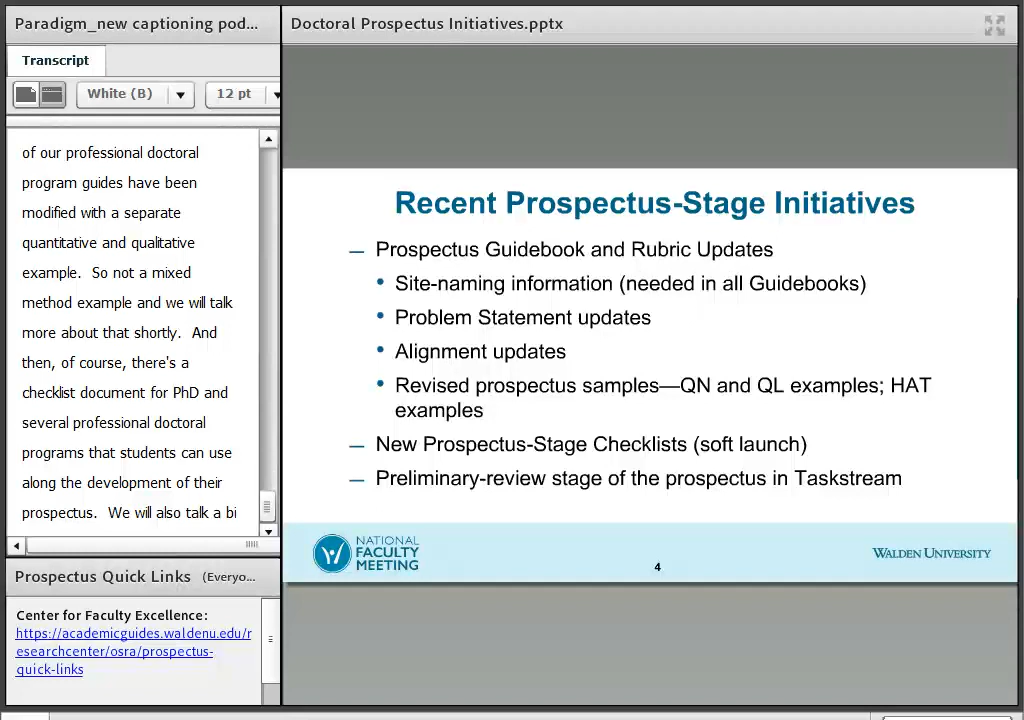 Paradigm_new captioning pod...
Transcript
White (B)
12 pt
of our professional doctoral
program guides have been
modified with a separate
quantitative and qualitative
example.  So not a mixed
method example and we will talk
more about that shortly.  And
then, of course, there's a
checklist document for PhD and
several professional doctoral
programs that students can use
along the development of their
prospectus.  We will also talk a bi
Prospectus Quick Links (Everyo...
Center for Faculty Excellence:
https://academicguides.waldenu.edu/r
esearchcenter/osra/prospectus-
quick-links
Doctoral Prospectus Initiatives.pptx
Recent Prospectus-Stage Initiatives
— Prospectus Guidebook and Rubric Updates
• Site-naming information (needed in all Guidebooks)
• Problem Statement updates
• Alignment updates
• Revised prospectus samples—QN and QL examples; HAT
examples
— New Prospectus-Stage Checklists (soft launch)
— Preliminary-review stage of the prospectus in Taskstream
NATIONAL
FACULTY
MEETING
4
WALDEN UNIVERSITY